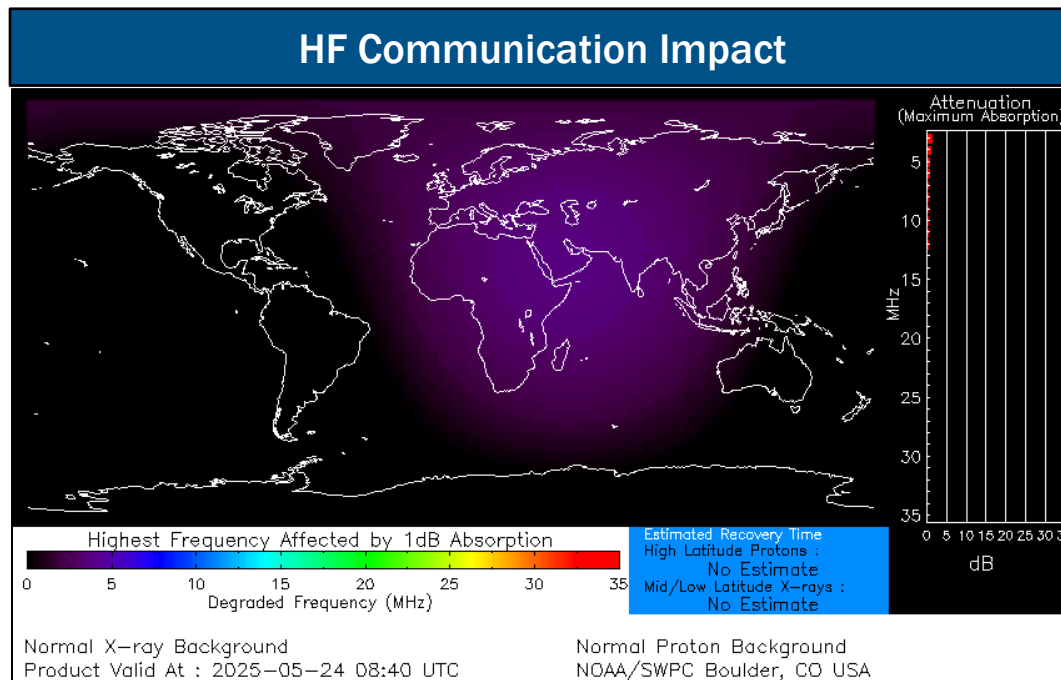 HF Communication Impact
Attenuation
(Maximum Absorption)
5
10
15
20
25
30
35
MHz
0 5 10 15 20 25 30
dB
Highest Frequency Affected by 1dB Absorption
0 5 10 15 20 25 30 35
Degraded Frequency (MHz)
Estimated Recovery Time
High Latitude Protons :
No Estimate
Mid/Low Latitude X-rays :
No Estimate
Normal X-ray Background
Product Valid At : 2025-05-24 08:40 UTC
Normal Proton Background
NOAA/SWPC Boulder, CO USA